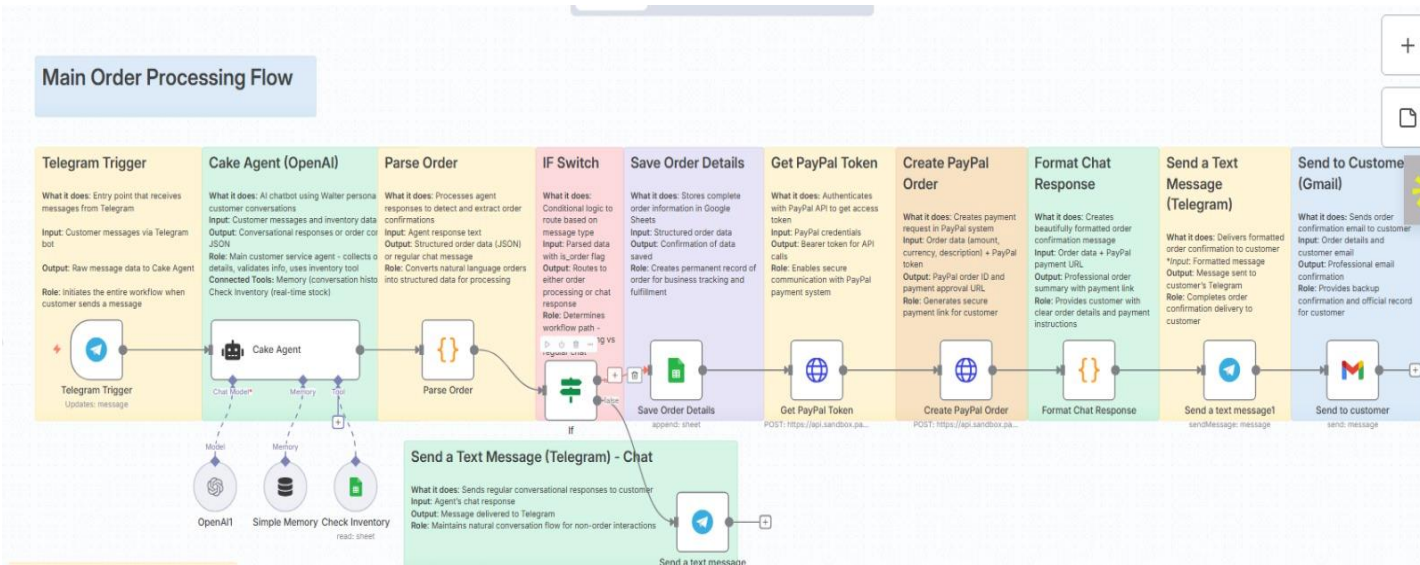 Main Order Processing Flow
Telegram Trigger
What it does: Entry point that receives
messages from Telegram
Input: Customer messages via Telegram
bot
Output: Raw message data to Cake Agent
Role: Initiates the entire workflow when
customer sends a message
Cake Agent (OpenAI)
What it does: AI chatbot using Walter persona
customer conversations
Input: Customer messages and inventory data
Output: Conversational responses or order con
JSON
Role: Main customer service agent - collects o
details, validates info, uses inventory tool
Connected Tools: Memory (conversation histo
Check Inventory (real-time stock)
Parse Order
What it does: Processes agent
responses to detect and extract order
confirmations
Input: Agent response text
Output: Structured order data (JSON)
or regular chat message
Role: Converts natural language orders
into structured data for processing
IF Switch
What it does:
Conditional logic to
route based on
message type
Input: Parsed data
with is_order flag
Output: Routes to
either order
processing or chat
response
Role: Determines
workflow path -
ng vs
regular chat
Save Order Details
What it does: Stores complete
order information in Google
Sheets
Input: Structured order data
Output: Confirmation of data
saved
Role: Creates permanent record of
order for business tracking and
fulfillment
Get PayPal Token
What it does: Authenticates
with PayPal API to get access
token
Input: PayPal credentials
Output: Bearer token for API
calls
Role: Enables secure
communication with PayPal
payment system
Create PayPal
Order
What it does: Creates payment
request in PayPal system
Input: Order data (amount,
currency, description) + PayPal
token
Output: PayPal order ID and
payment approval URL
Role: Generates secure
payment link for customer
Format Chat
Response
What it does: Creates
beautifully formatted order
confirmation message
Input: Order data + PayPal
payment URL
Output: Professional order
summary with payment link
Role: Provides customer with
clear order details and payment
instructions
Send a Text
Message
(Telegram)
What it does: Delivers formatted
order confirmation to customer
*Input: Formatted message
Output: Message sent to
customer's Telegram
Role: Completes order
confirmation delivery to
customer
Send to Custome
(Gmail)
What it does: Sends order
confirmation email to customer
Input: Order details and
customer email
Output: Professional email
confirmation
Role: Provides backup
confirmation and official record
for customer
Telegram Trigger
Updates: message
Cake Agent
Chat Model*
Memory
Tool
Parse Order
If
false
Save Order Details
append: sheet
Get PayPal Token
POST: https://api.sandbox.pa...
Create PayPal Order
POST: https://api.sandbox.pa...
Format Chat Response
Send a text message1
sendMessage: message
Send to customer
send: message
Model
Memory
OpenAI1
Simple Memory
Check Inventory
read: sheet
Send a Text Message (Telegram) - Chat
What it does: Sends regular conversational responses to customer
Input: Agent's chat response
Output: Message delivered to Telegram
Role: Maintains natural conversation flow for non-order interactions
Send a text message